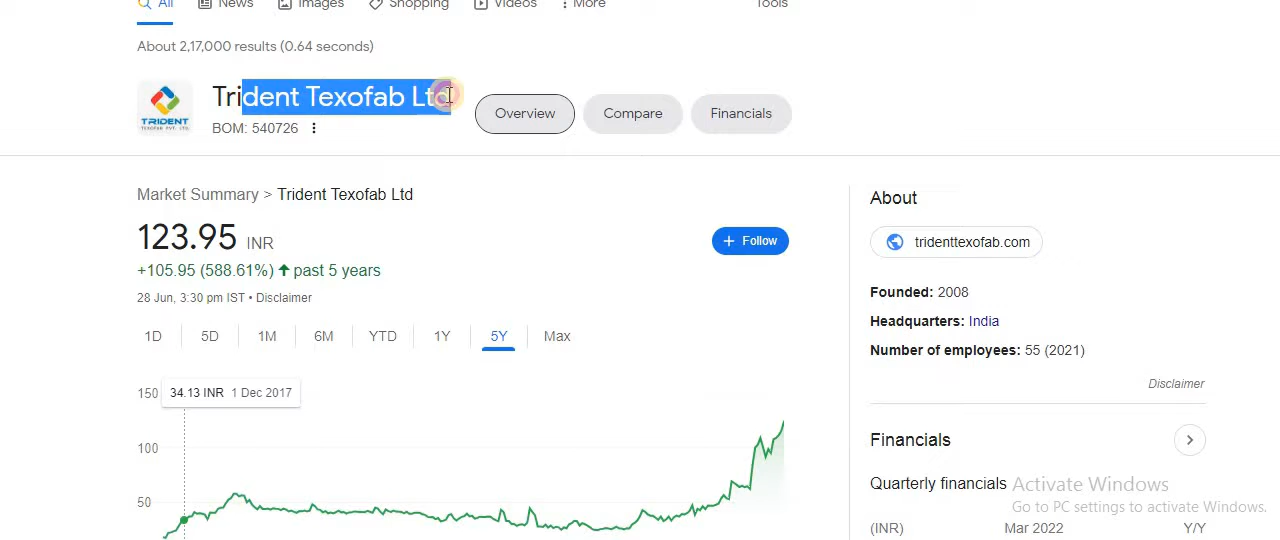 All News Images Shopping Videos More Tools
About 2,17,000 results (0.64 seconds)
Trident Texofab Ltd
BOM: 540726
TRIDENT
TEXOFAB PVT. LTD.
Overview Compare Financials
Market Summary > Trident Texofab Ltd
123.95 INR
+ Follow
+105.95 (588.61%) past 5 years
28 Jun, 3:30 pm IST • Disclaimer
1D 5D 1M 6M YTD 1Y 5Y Max
150
34.13 INR 1 Dec 2017
100
50
About
tridenttexofab.com
Founded: 2008
Headquarters: India
Number of employees: 55 (2021)
Disclaimer
Financials
Quarterly financials
(INR) Mar 2022 Y/Y
Activate Windows
Go to PC settings to activate Windows.